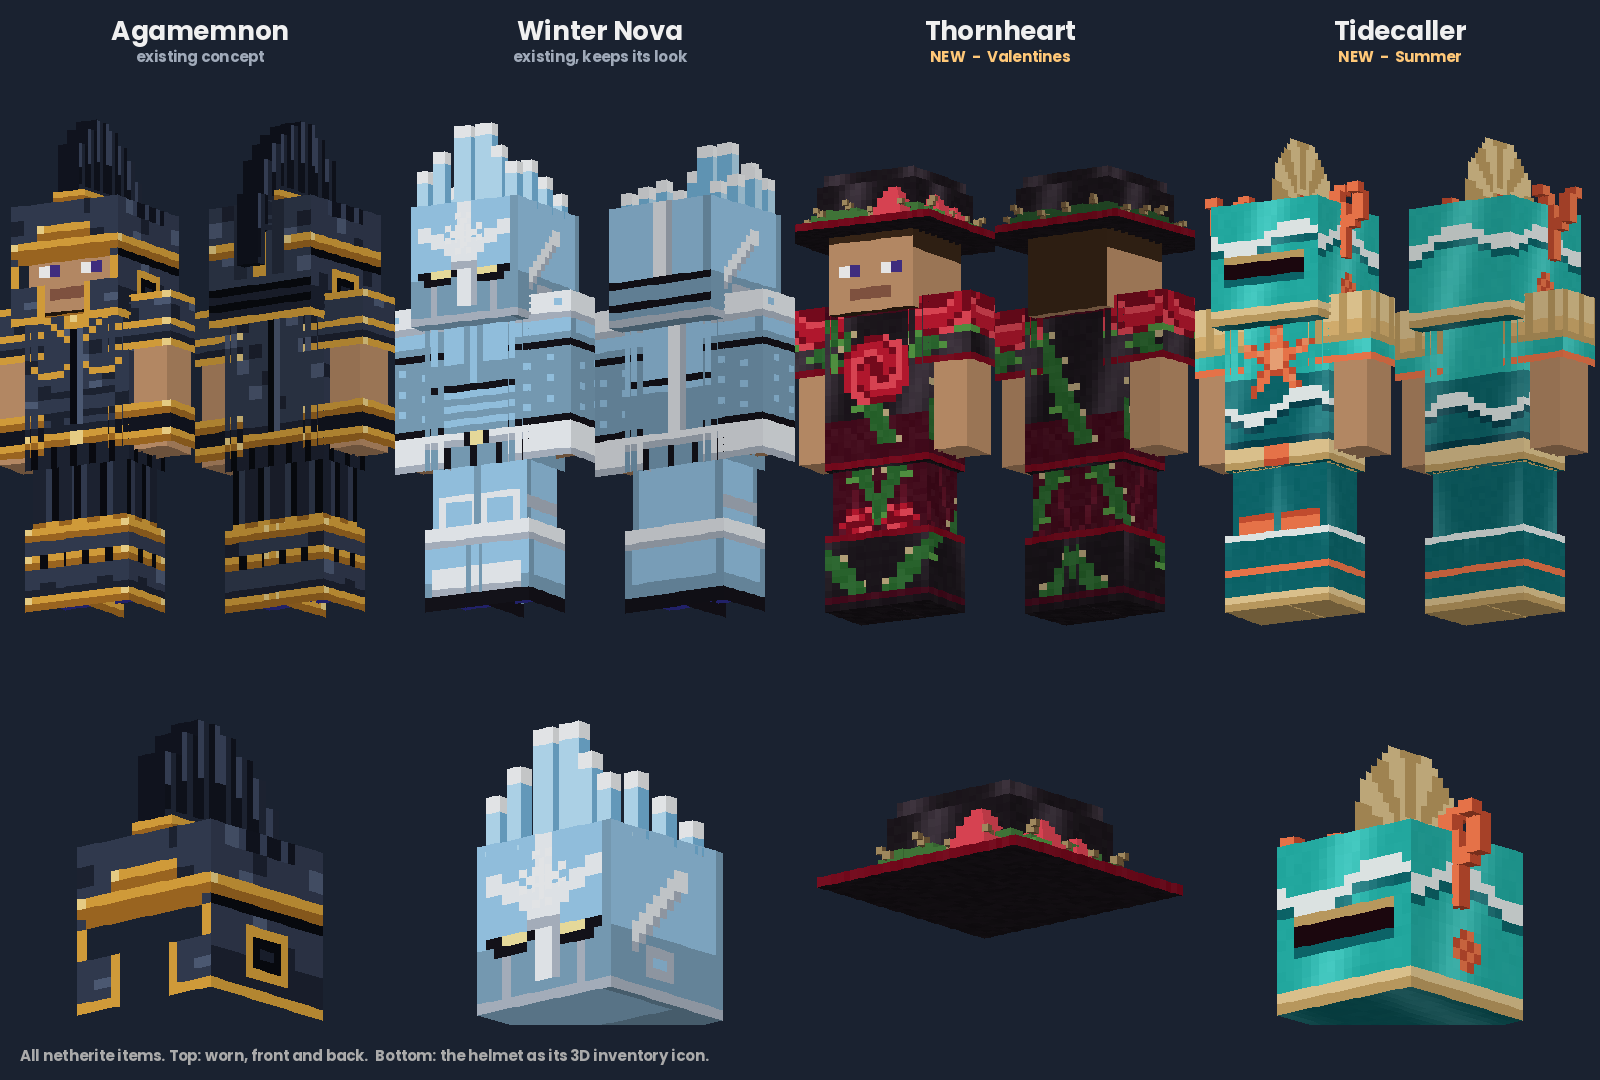 Agamemnon
existing concept
Winter Nova
existing, keeps its look
Thornheart
NEW - Valentines
Tidecaller
NEW - Summer
All netherite items. Top: worn, front and back. Bottom: the helmet as its 3D inventory icon.